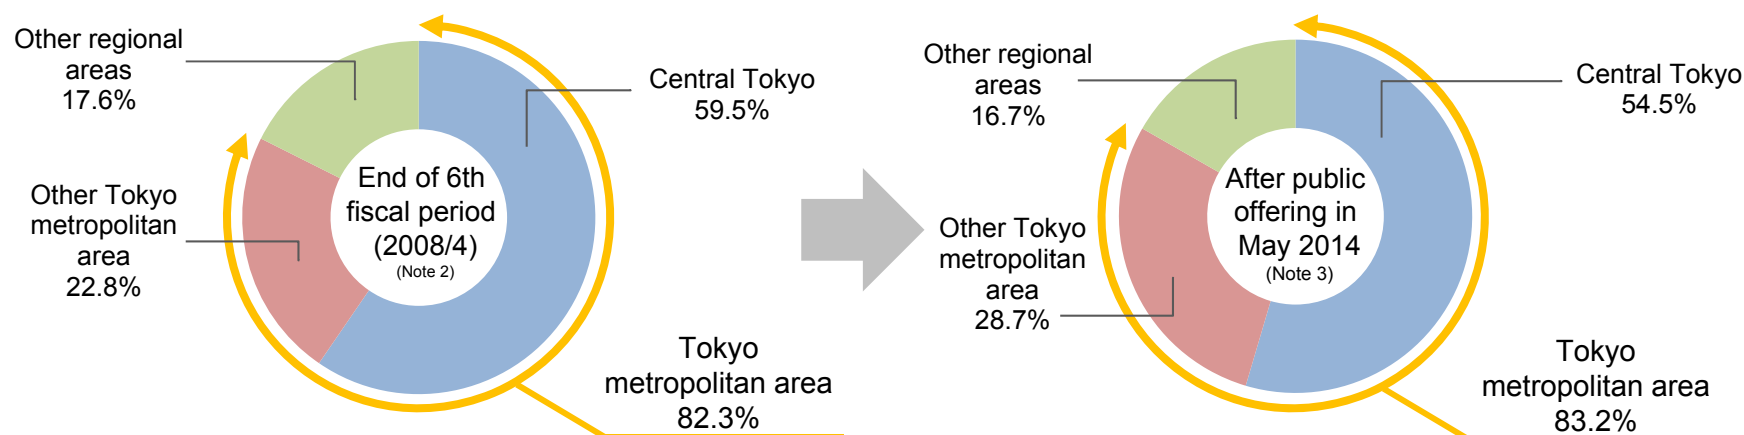 Other regional
areas
17.6%
Central Tokyo
59.5%
End of 6th
fiscal period
(2008/4)
(Note 2)
Other Tokyo
metropolitan
area
22.8%
Tokyo
metropolitan area
82.3%
Other regional
areas
16.7%
Central Tokyo
54.5%
After public
offering in
May 2014
(Note 3)
Other Tokyo
metropolitan
area
28.7%
Tokyo
metropolitan area
83.2%